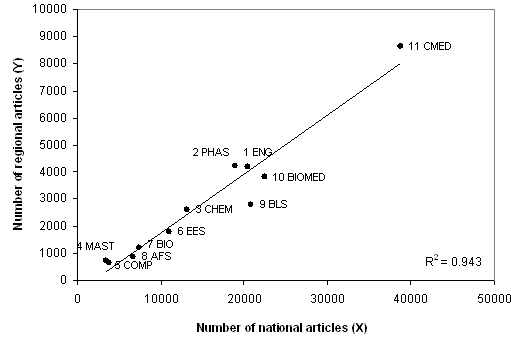 10000
9000
8000
7000
6000
5000
4000
3000
2000
1000
0
Number of regional articles (Y)
11 CMED
2 PHAS
1 ENG
10 BIOMED
9 BLS
3 CHEM
6 EES
7 BIO
4 MAST
8 AFS
5 COMP
R² = 0.943
0 10000 20000 30000 40000 50000
Number of national articles (X)